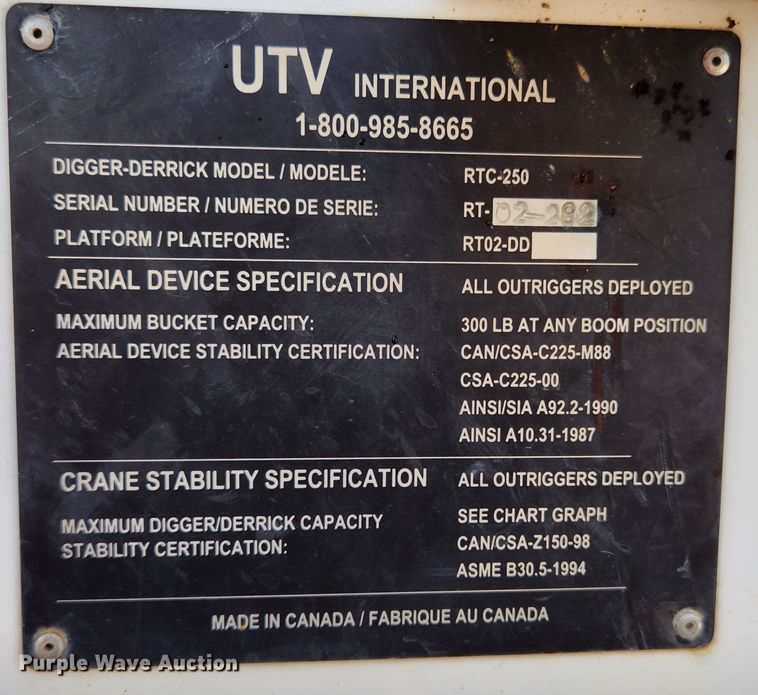 UTV INTERNATIONAL
1-800-985-8665
DIGGER-DERRICK MODEL / MODELE: RTC-250
SERIAL NUMBER / NUMERO DE SERIE: RT-02-282
PLATFORM / PLATEFORME: RT02-DD
AERIAL DEVICE SPECIFICATION ALL OUTRIGGERS DEPLOYED
MAXIMUM BUCKET CAPACITY: 300 LB AT ANY BOOM POSITION
AERIAL DEVICE STABILITY CERTIFICATION: CAN/CSA-C225-M88
CSA-C225-00
AINSI/SIA A92.2-1990
AINSI A10.31-1987
CRANE STABILITY SPECIFICATION ALL OUTRIGGERS DEPLOYED
MAXIMUM DIGGER/DERRICK CAPACITY SEE CHART GRAPH
STABILITY CERTIFICATION: CAN/CSA-Z150-98
ASME B30.5-1994
MADE IN CANADA / FABRIQUE AU CANADA
Purple Wave Auction